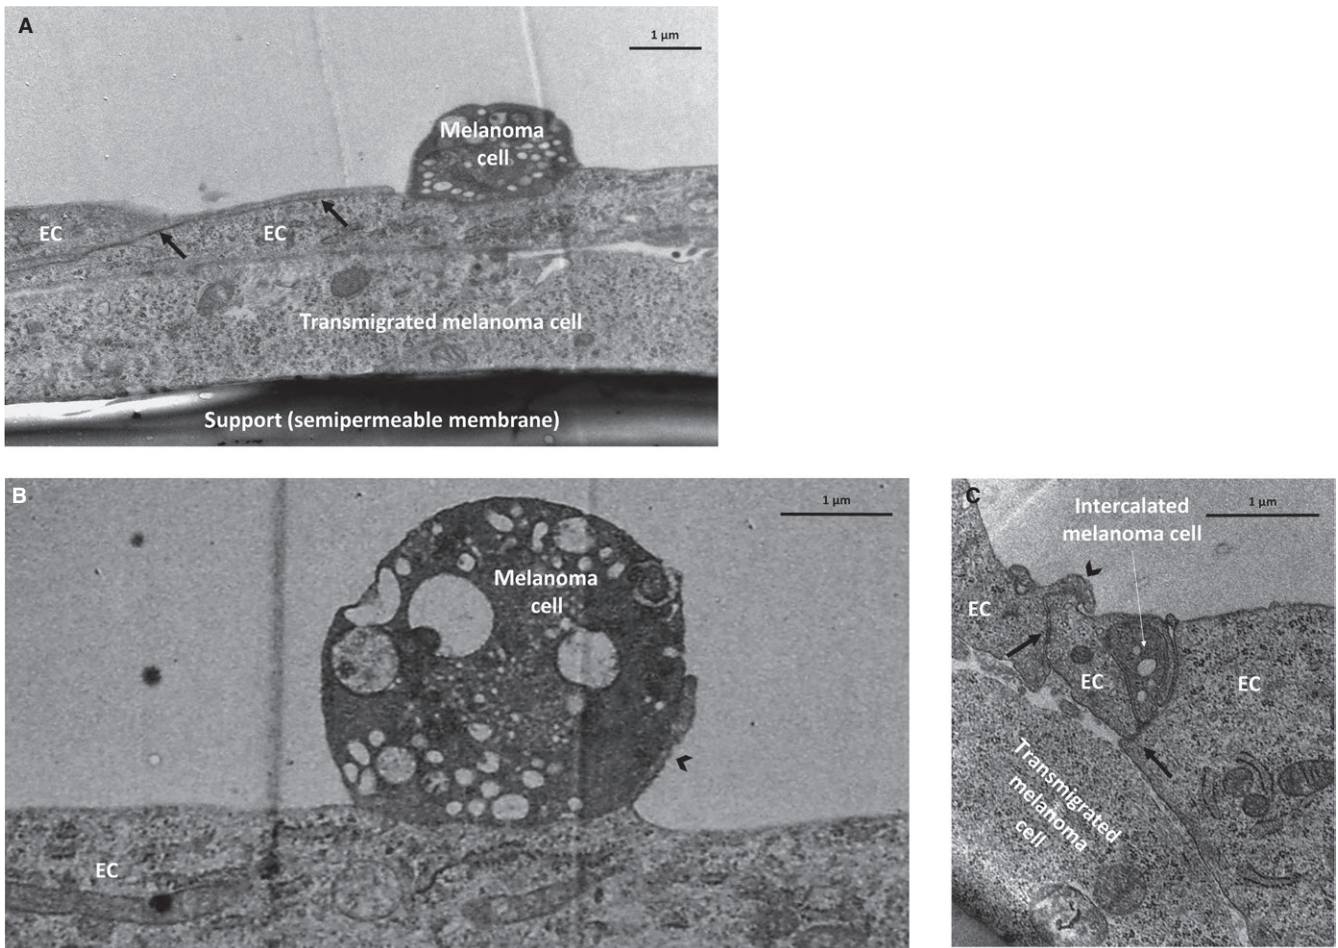 A
1 µm
Melanoma
cell
EC
EC
Transmigrated melanoma cell
Support (semipermeable membrane)
B
1 µm
Melanoma
cell
EC
C
Intercalated
melanoma cell
1 µm
EC
EC
EC
Transmigrated
melanoma
cell